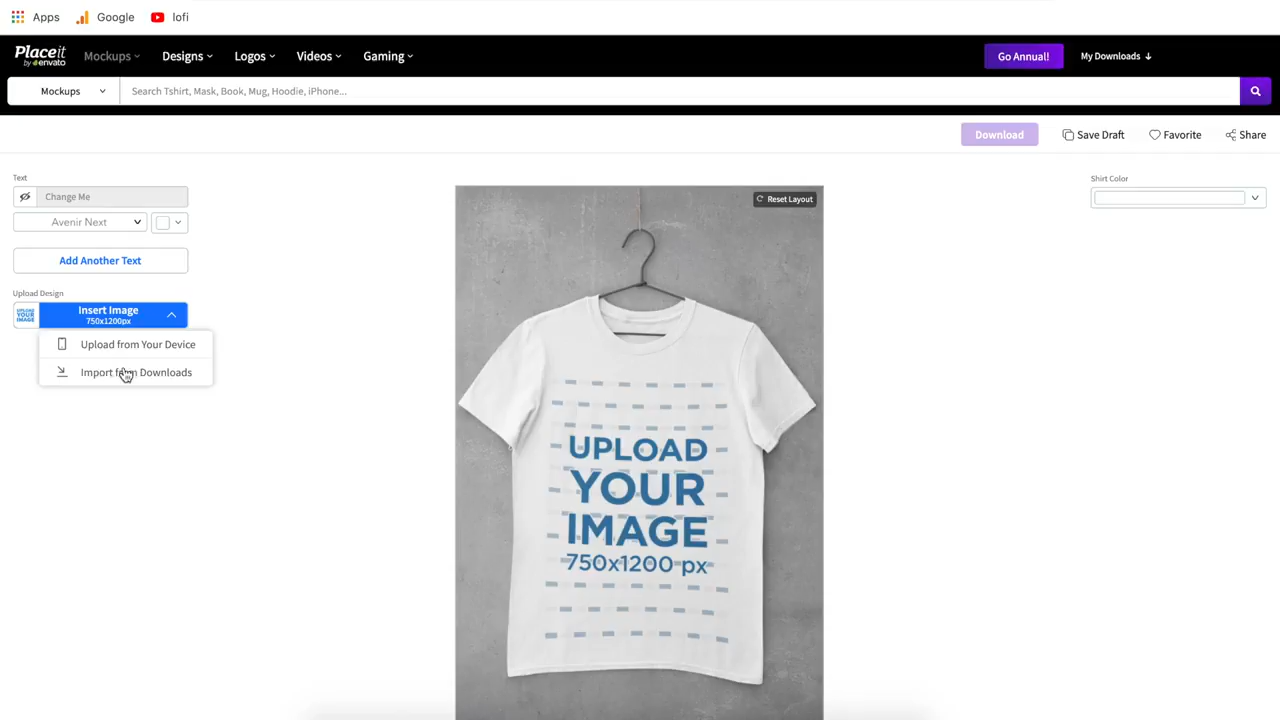 Apps Google lofi
Placeit Mockups Designs Logos Videos Gaming Go Annual! My Downloads
by envato
Mockups Search Tshirt, Mask, Book, Mug, Hoodie, iPhone...
Download Save Draft Favorite Share
Text
Change Me
Avenir Next
Add Another Text
Upload Design
UPLOAD YOUR IMAGE
Insert Image
750x1200px
Upload from Your Device
Import from Downloads
Reset Layout
UPLOAD
YOUR
IMAGE
750x1200 px
Shirt Color